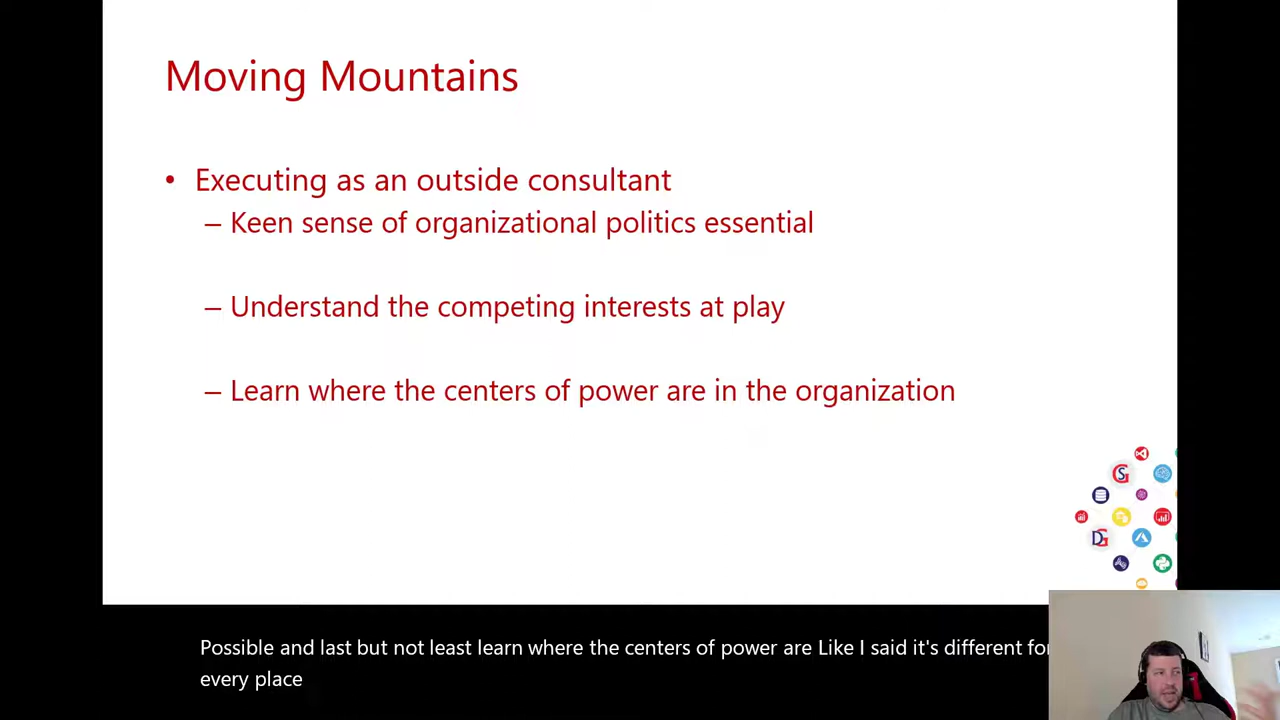 Moving Mountains
• Executing as an outside consultant
– Keen sense of organizational politics essential
– Understand the competing interests at play
– Learn where the centers of power are in the organization
GS
DG
Possible and last but not least learn where the centers of power are Like I said it's different for
every place